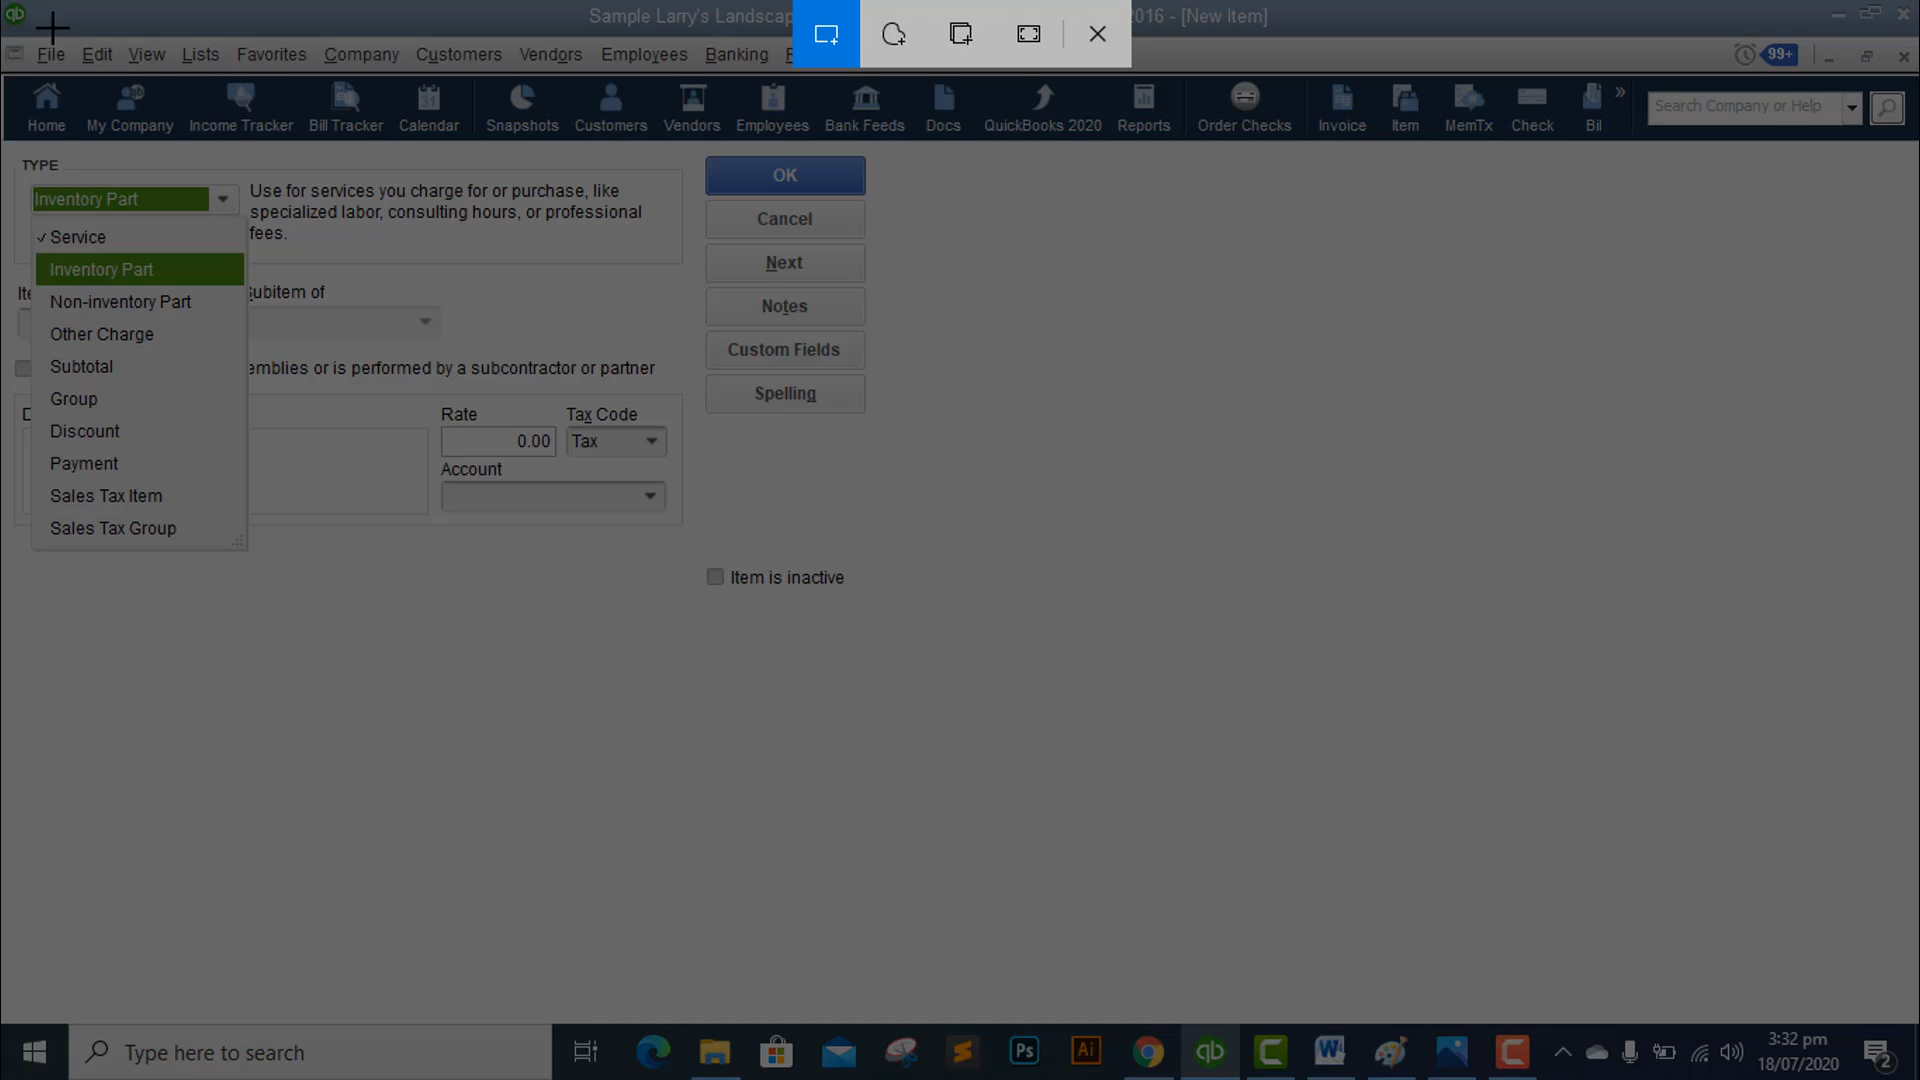 Sample Larry's Landscap
2016 - [New Item]
File Edit View Lists Favorites Company Customers Vendors Employees Banking
99+
Home My Company Income Tracker Bill Tracker Calendar Snapshots Customers Vendors Employees Bank Feeds Docs QuickBooks 2020 Reports Order Checks Invoice Item MemTx Check Bil
Search Company or Help
TYPE
Inventory Part
Use for services you charge for or purchase, like
specialized labor, consulting hours, or professional
fees.
Service
Inventory Part
Non-inventory Part
Other Charge
Subtotal
Group
Discount
Payment
Sales Tax Item
Sales Tax Group
Subitem of
emblies or is performed by a subcontractor or partner
Rate
Tax Code
0.00
Tax
Account
OK
Cancel
Next
Notes
Custom Fields
Spelling
Item is inactive
Type here to search
Ps
Ai
qb
3:32 pm
18/07/2020
2